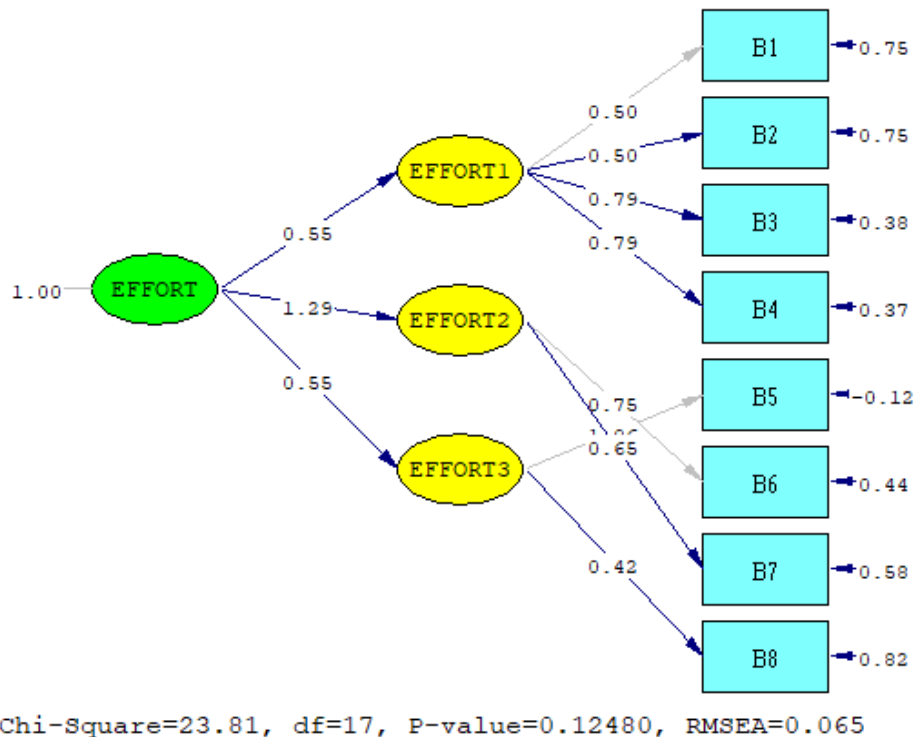 B1
0.75
0.50
B2
0.75
EFFORT1
0.50
0.79
B3
0.38
0.55
0.79
1.00
EFFORT
B4
0.37
1.29
EFFORT2
0.55
B5
-0.12
0.75
0.65
EFFORT3
B6
0.44
0.42
B7
0.58
B8
0.82
Chi-Square=23.81, df=17, P-value=0.12480, RMSEA=0.065